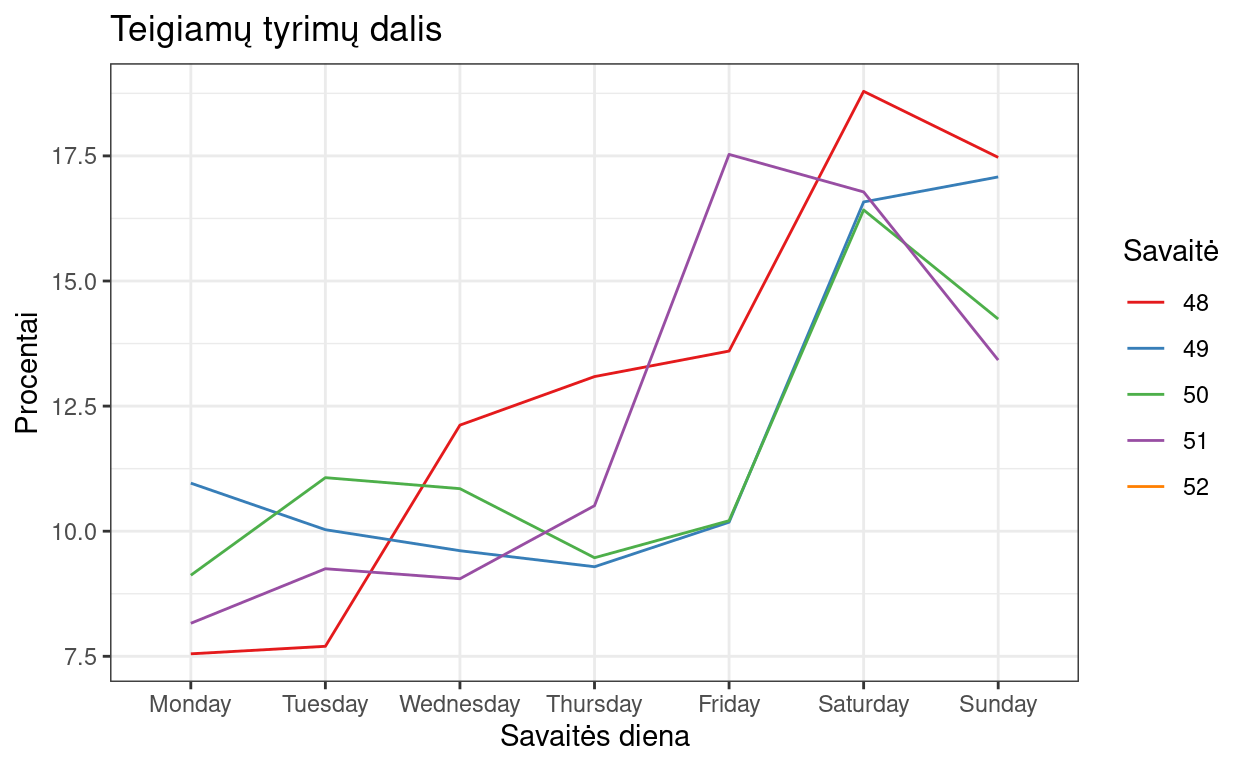 Teigiamų tyrimų dalis
Procentai
17.5
15.0
12.5
10.0
7.5
Monday Tuesday Wednesday Thursday Friday Saturday Sunday
Savaitės diena
Savaitė
48
49
50
51
52